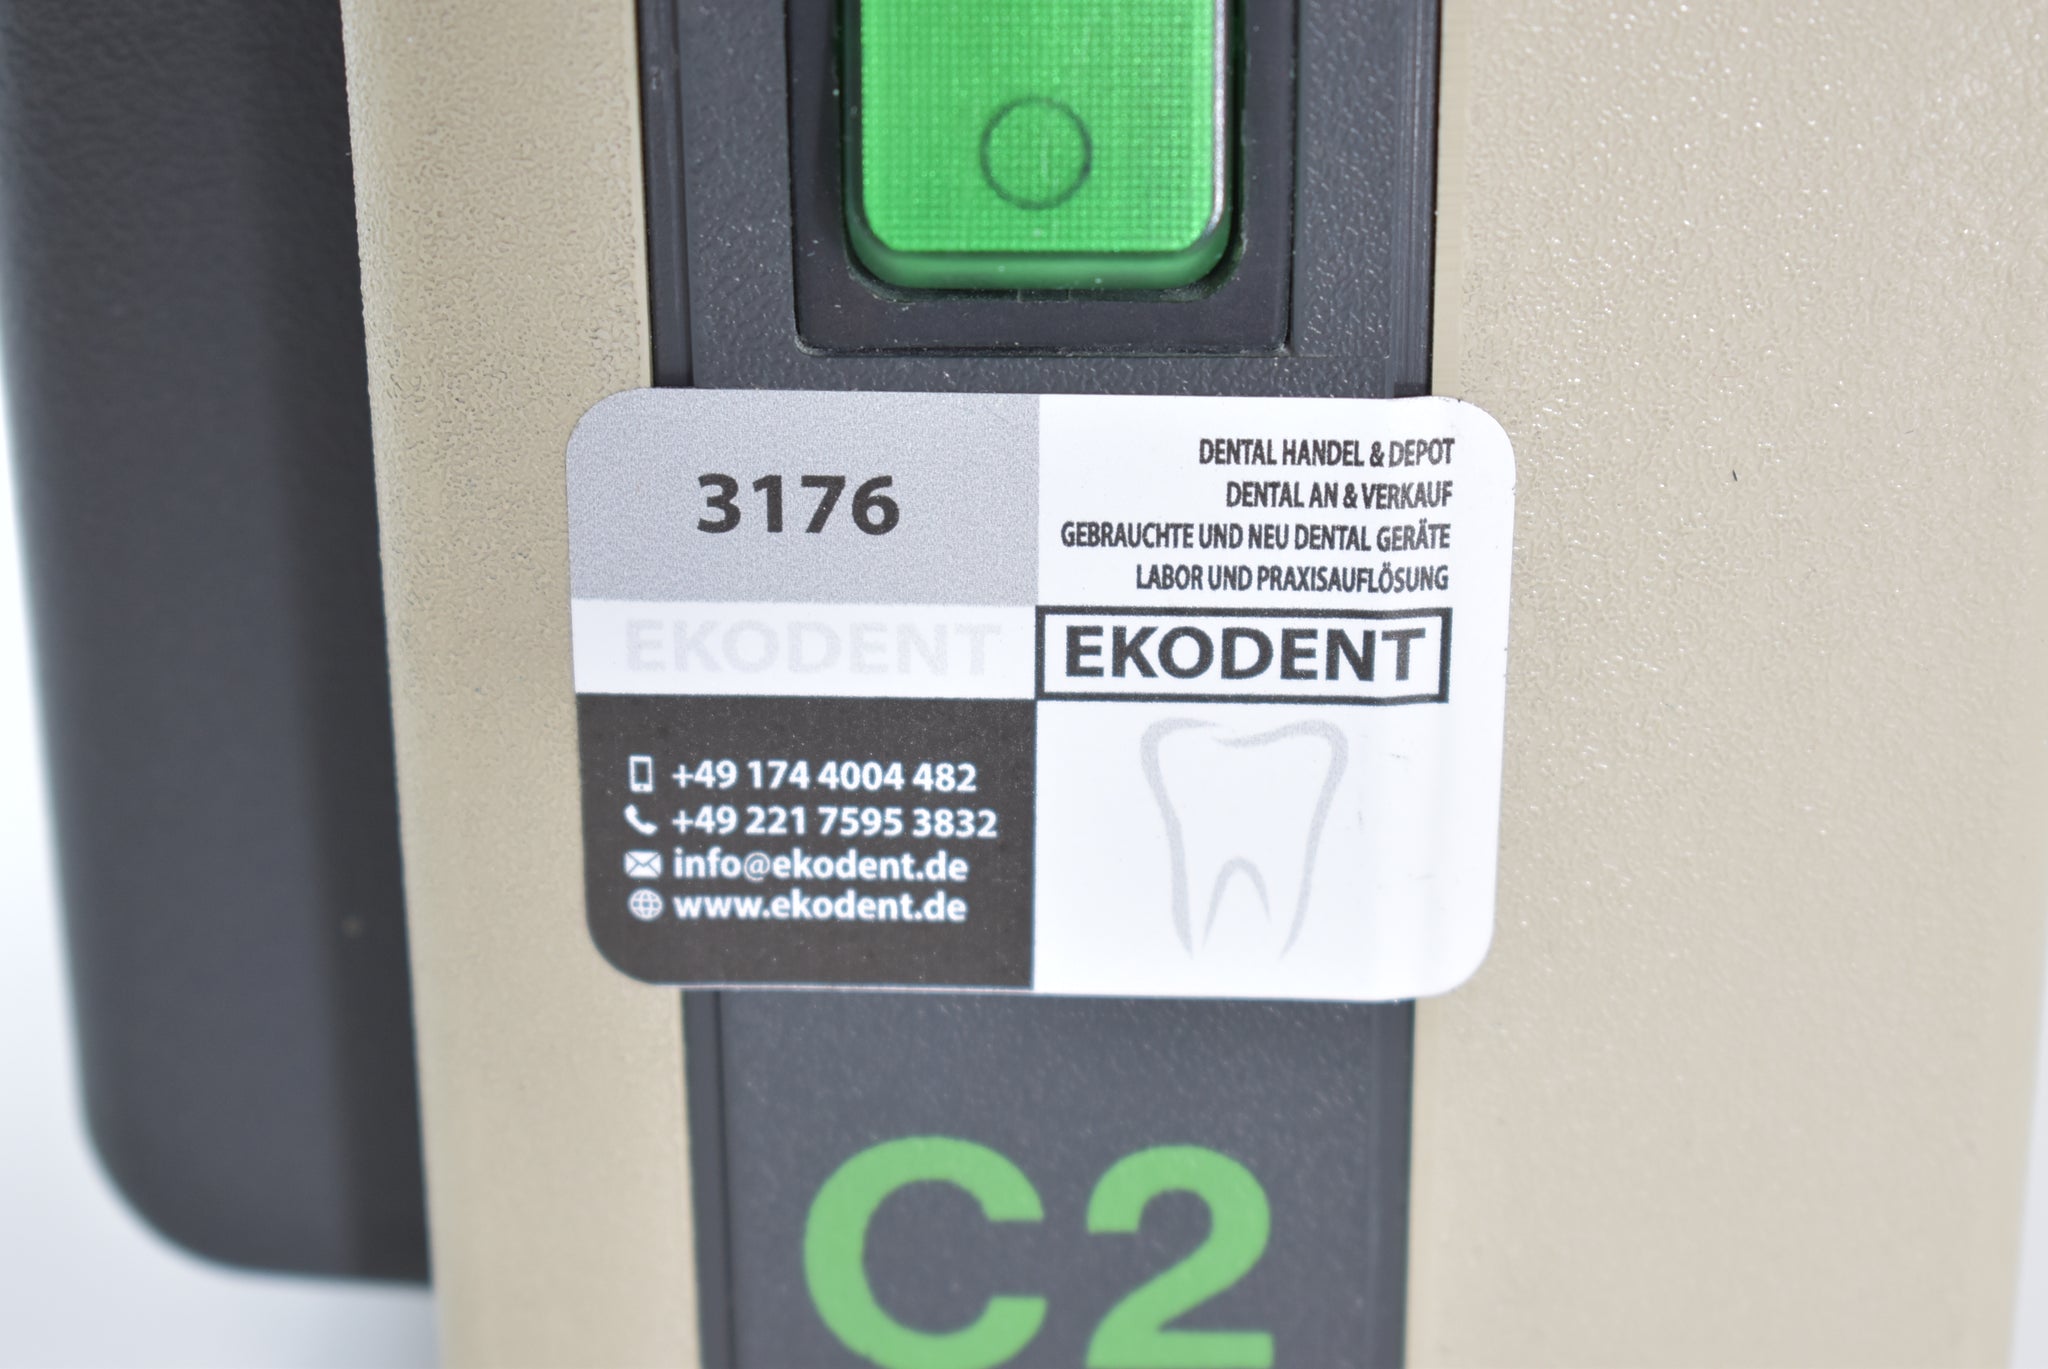 3176
DENTAL HANDEL & DEPOT
DENTAL AN & VERKAUF
GEBRAUCHTE UND NEU DENTAL GERÄTE
LABOR UND PRAXISAUFLÖSUNG
EKODENT
EKODENT
+49 174 4004 482
+49 221 7595 3832
info@ekodent.de
www.ekodent.de
C2